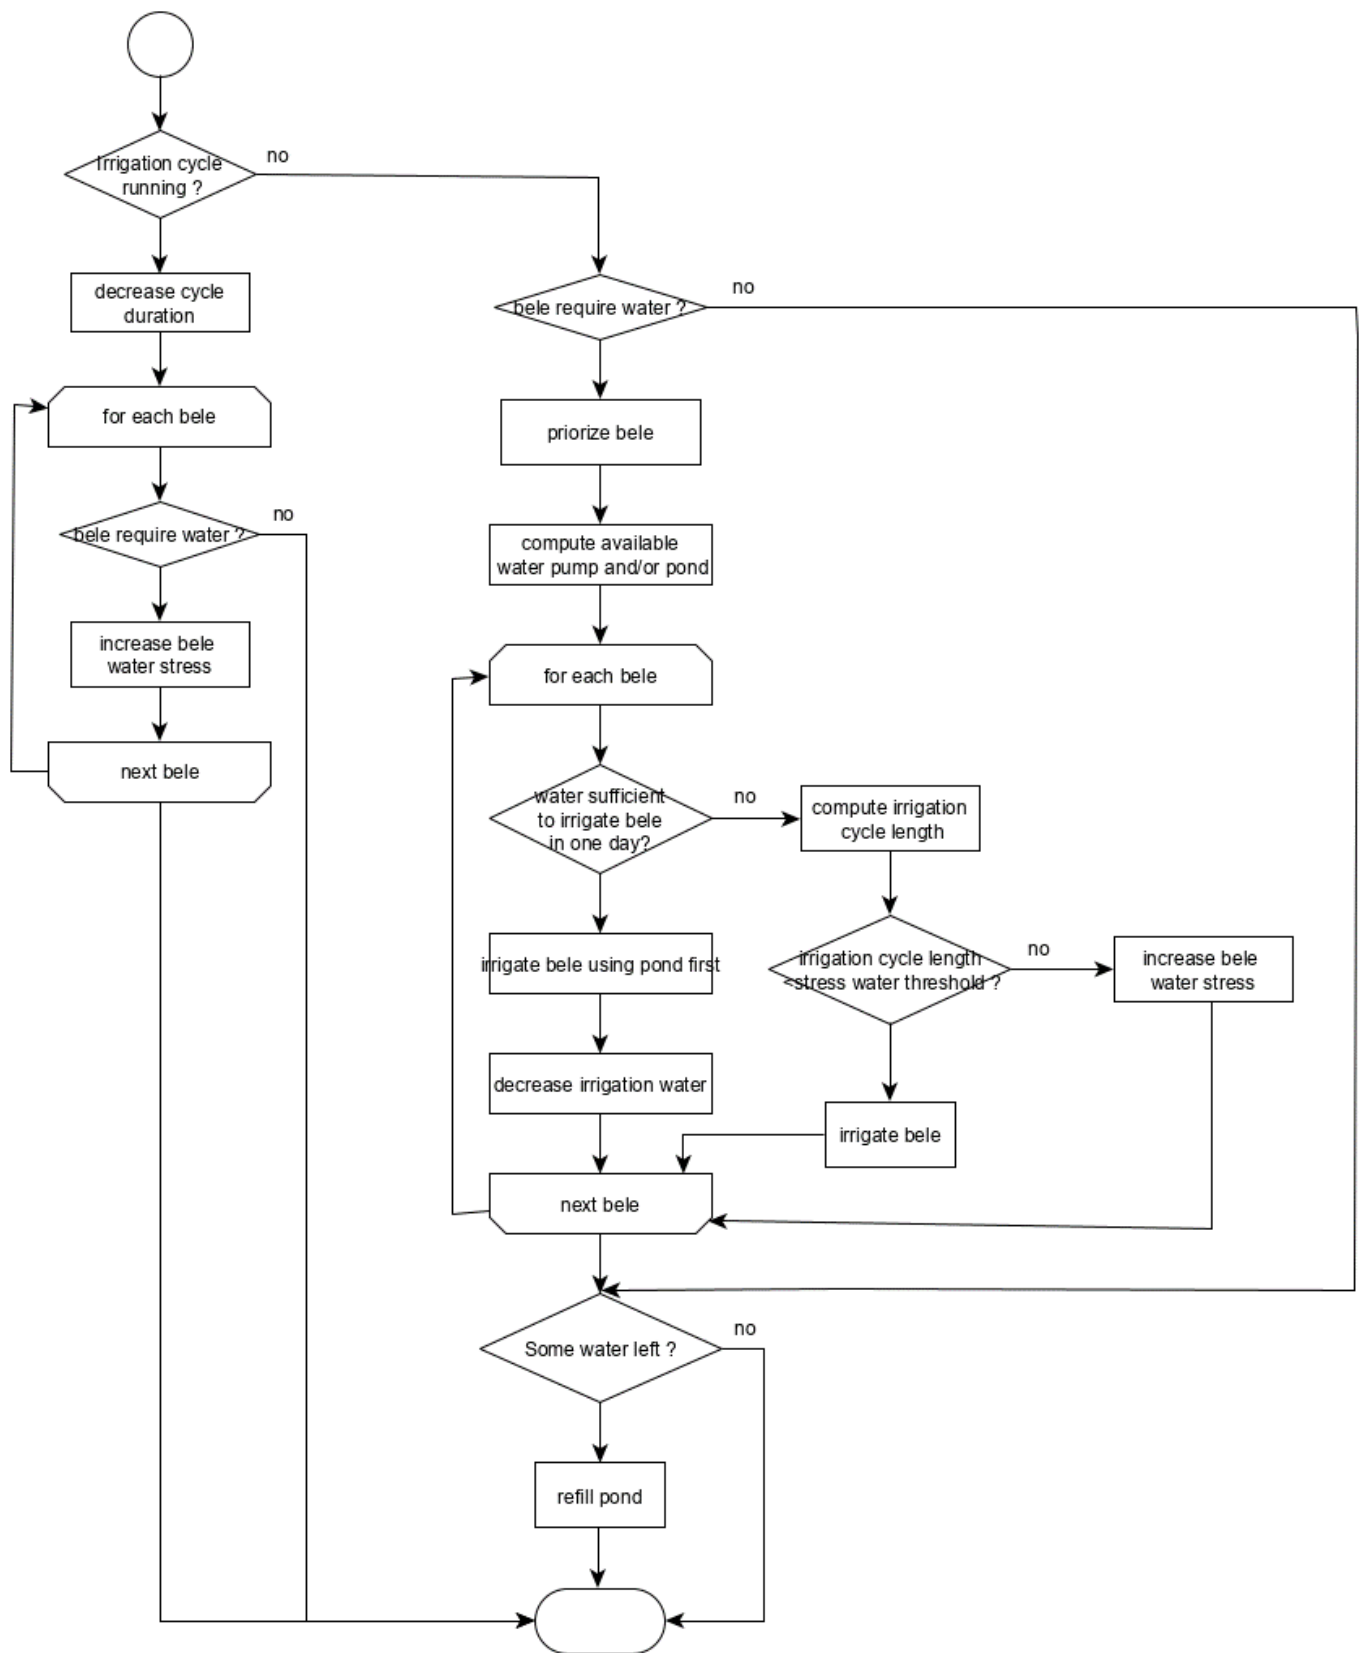 Irrigation cycle
running ?
no
decrease cycle
duration
for each bele
bele require water ?
no
increase bele
water stress
next bele
bele require water ?
no
priorize bele
compute available
water pump and/or pond
for each bele
water sufficient
to irrigate bele
in one day?
no
compute irrigation
cycle length
irrigate bele using pond first
irrigation cycle length
<stress water threshold ?
no
increase bele
water stress
decrease irrigation water
irrigate bele
next bele
Some water left ?
no
refill pond